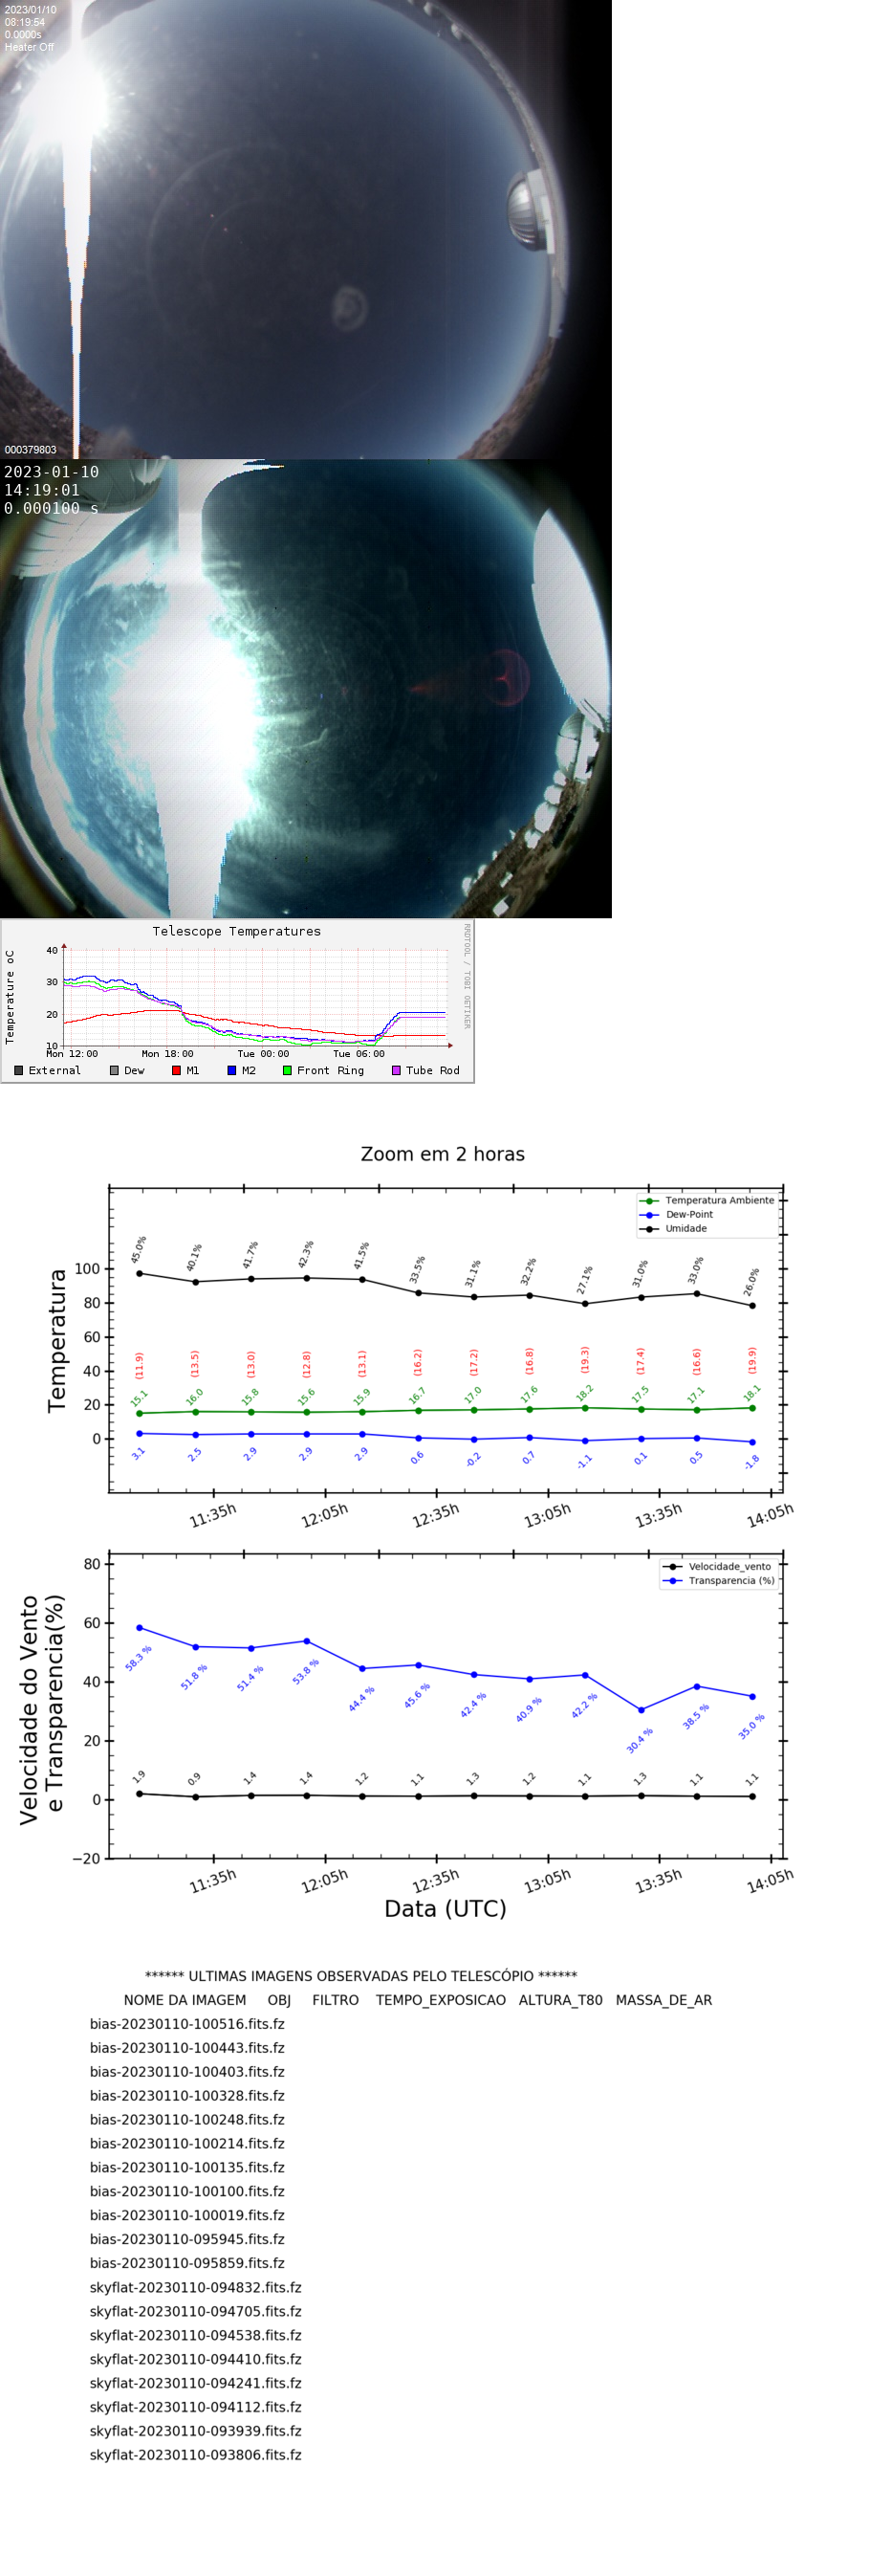 2023/01/10
08:19:54
0.0000s
Heater Off
000379803
2023-01-10
14:19:01
0.000100 s
Telescope Temperatures
RRDTOOL / TOBI OETIKER
Temperature oC
40
30
20
10
Mon 12:00 Mon 18:00 Tue 00:00 Tue 06:00
External Dew M1 M2 Front Ring Tube Rod
Zoom em 2 horas
Temperatura Ambiente
Dew-Point
Umidade
Temperatura
100
80
60
40
20
0
45.0% 40.1% 41.7% 42.3% 41.5% 33.5% 31.1% 32.2% 27.1% 31.0% 33.0% 26.0%
(11.9) (13.5) (13.0) (12.8) (13.1) (16.2) (17.2) (16.8) (19.3) (17.4) (16.6) (19.9)
15.1 16.0 15.8 15.6 15.9 16.7 17.0 17.6 18.2 17.5 17.1 18.1
3.1 2.5 2.9 2.9 2.9 0.6 -0.2 0.7 -1.1 0.1 0.5 -1.8
11:35h 12:05h 12:35h 13:05h 13:35h 14:05h
Velocidade_vento
Transparencia (%)
Velocidade do Vento
e Transparencia(%)
80
60
40
20
0
−20
58.3 % 51.8 % 51.4 % 53.8 % 44.4 % 45.6 % 42.4 % 40.9 % 42.2 % 30.4 % 38.5 % 35.0 %
1.9 0.9 1.4 1.4 1.2 1.1 1.3 1.2 1.1 1.3 1.1 1.1
11:35h 12:05h 12:35h 13:05h 13:35h 14:05h
Data (UTC)
****** ULTIMAS IMAGENS OBSERVADAS PELO TELESCÓPIO ******
NOME DA IMAGEM OBJ FILTRO TEMPO_EXPOSICAO ALTURA_T80 MASSA_DE_AR
bias-20230110-100516.fits.fz
bias-20230110-100443.fits.fz
bias-20230110-100403.fits.fz
bias-20230110-100328.fits.fz
bias-20230110-100248.fits.fz
bias-20230110-100214.fits.fz
bias-20230110-100135.fits.fz
bias-20230110-100100.fits.fz
bias-20230110-100019.fits.fz
bias-20230110-095945.fits.fz
bias-20230110-095859.fits.fz
skyflat-20230110-094832.fits.fz
skyflat-20230110-094705.fits.fz
skyflat-20230110-094538.fits.fz
skyflat-20230110-094410.fits.fz
skyflat-20230110-094241.fits.fz
skyflat-20230110-094112.fits.fz
skyflat-20230110-093939.fits.fz
skyflat-20230110-093806.fits.fz